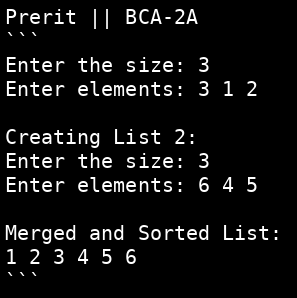 Prerit || BCA-2A
```
Enter the size: 3
Enter elements: 3 1 2
Creating List 2:
Enter the size: 3
Enter elements: 6 4 5
Merged and Sorted List:
1 2 3 4 5 6
```